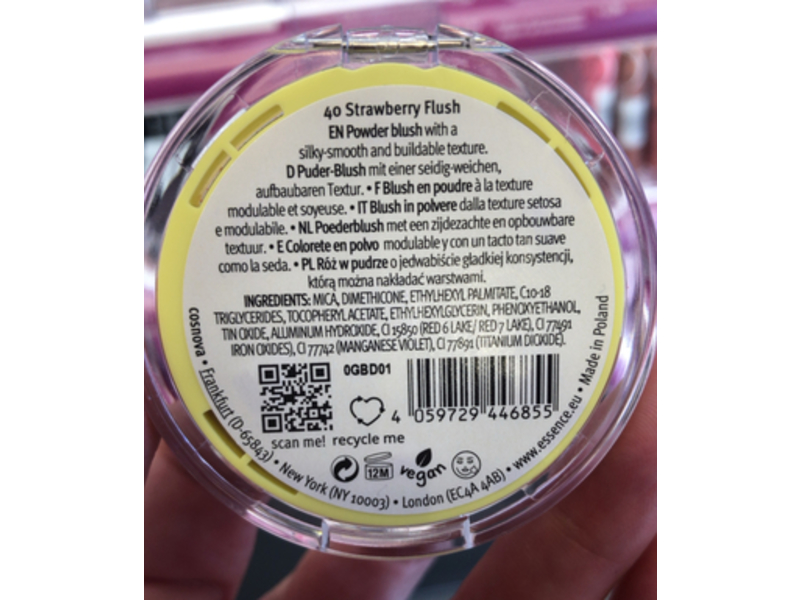 40 Strawberry Flush
EN Powder blush with a
silky-smooth and buildable texture.
D Puder-Blush mit einer seidig-weichen,
aufbaubaren Textur. • F Blush en poudre à la texture
modulable et soyeuse. • IT Blush in polvere dalla texture setosa
e modulabile. • NL Poederblush met een zijdezachte en opbouwbare
textuur. • E Colorete en polvo modulable y con un tacto tan suave
como la seda. • PL Róż w pudrze o jedwabiście gładkiej konsystencji,
którą można nakładać warstwami.
INGREDIENTS: MICA, DIMETHICONE, ETHYLHEXYL PALMITATE, C10-18
TRIGLYCERIDES, TOCOPHERYL ACETATE, ETHYLHEXYLGLYCERIN, PHENOXYETHANOL,
TIN OXIDE, ALUMINUM HYDROXIDE, CI 15850 (RED 6 LAKE/ RED 7 LAKE), CI 77491
IRON OXIDES), CI 77742 (MANGANESE VIOLET), CI 77891 (TITANIUM DIOXIDE).
0GBD01
4 059729 446855
scan me! recycle me
12M vegan
cosnova • Frankfurt (D-65843) • New York (NY 10003) • London (EC4A 4AB) • www.essence.eu • Made in Poland